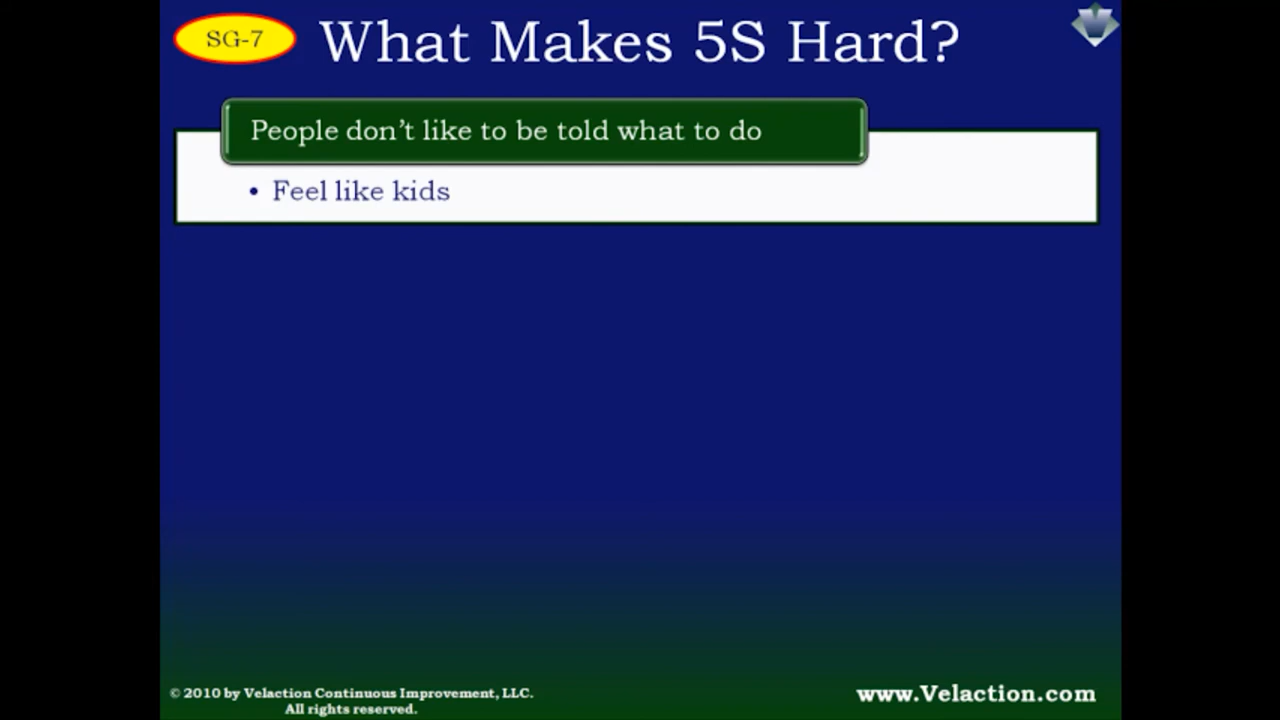 SG-7
What Makes 5S Hard?
People don’t like to be told what to do
• Feel like kids
© 2010 by Velaction Continuous Improvement, LLC.
All rights reserved.
www.Velaction.com